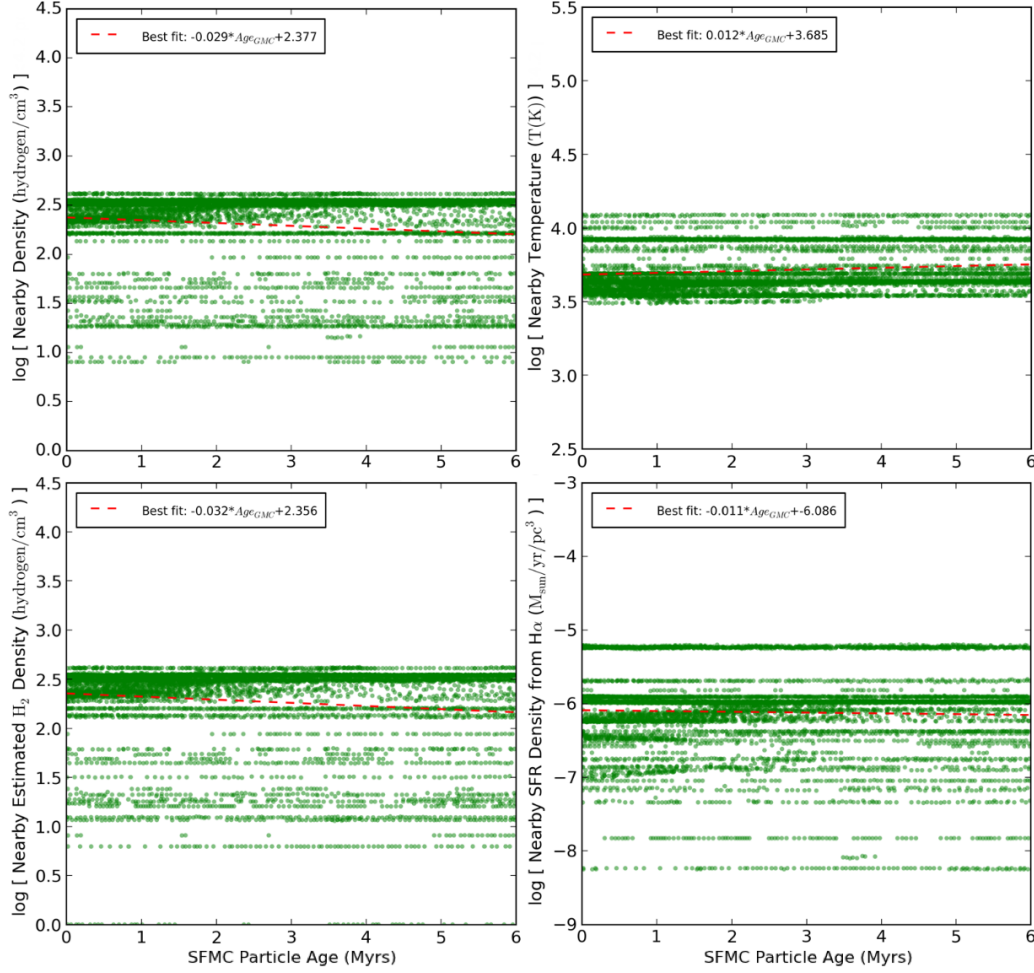 Best fit: -0.029*Age_GMC+2.377
log [ Nearby Density (hydrogen/cm³) ]
4.5
4.0
3.5
3.0
2.5
2.0
1.5
1.0
0.5
0.0
0 1 2 3 4 5 6
Best fit: 0.012*Age_GMC+3.685
log [ Nearby Temperature (T(K)) ]
5.5
5.0
4.5
4.0
3.5
3.0
2.5
0 1 2 3 4 5 6
Best fit: -0.032*Age_GMC+2.356
log [ Nearby Estimated H₂ Density (hydrogen/cm³) ]
4.5
4.0
3.5
3.0
2.5
2.0
1.5
1.0
0.5
0.0
0 1 2 3 4 5 6
SFMC Particle Age (Myrs)
Best fit: -0.011*Age_GMC+-6.086
log [ Nearby SFR Density from Hα (M_sun/yr/pc³) ]
−3
−4
−5
−6
−7
−8
−9
0 1 2 3 4 5 6
SFMC Particle Age (Myrs)